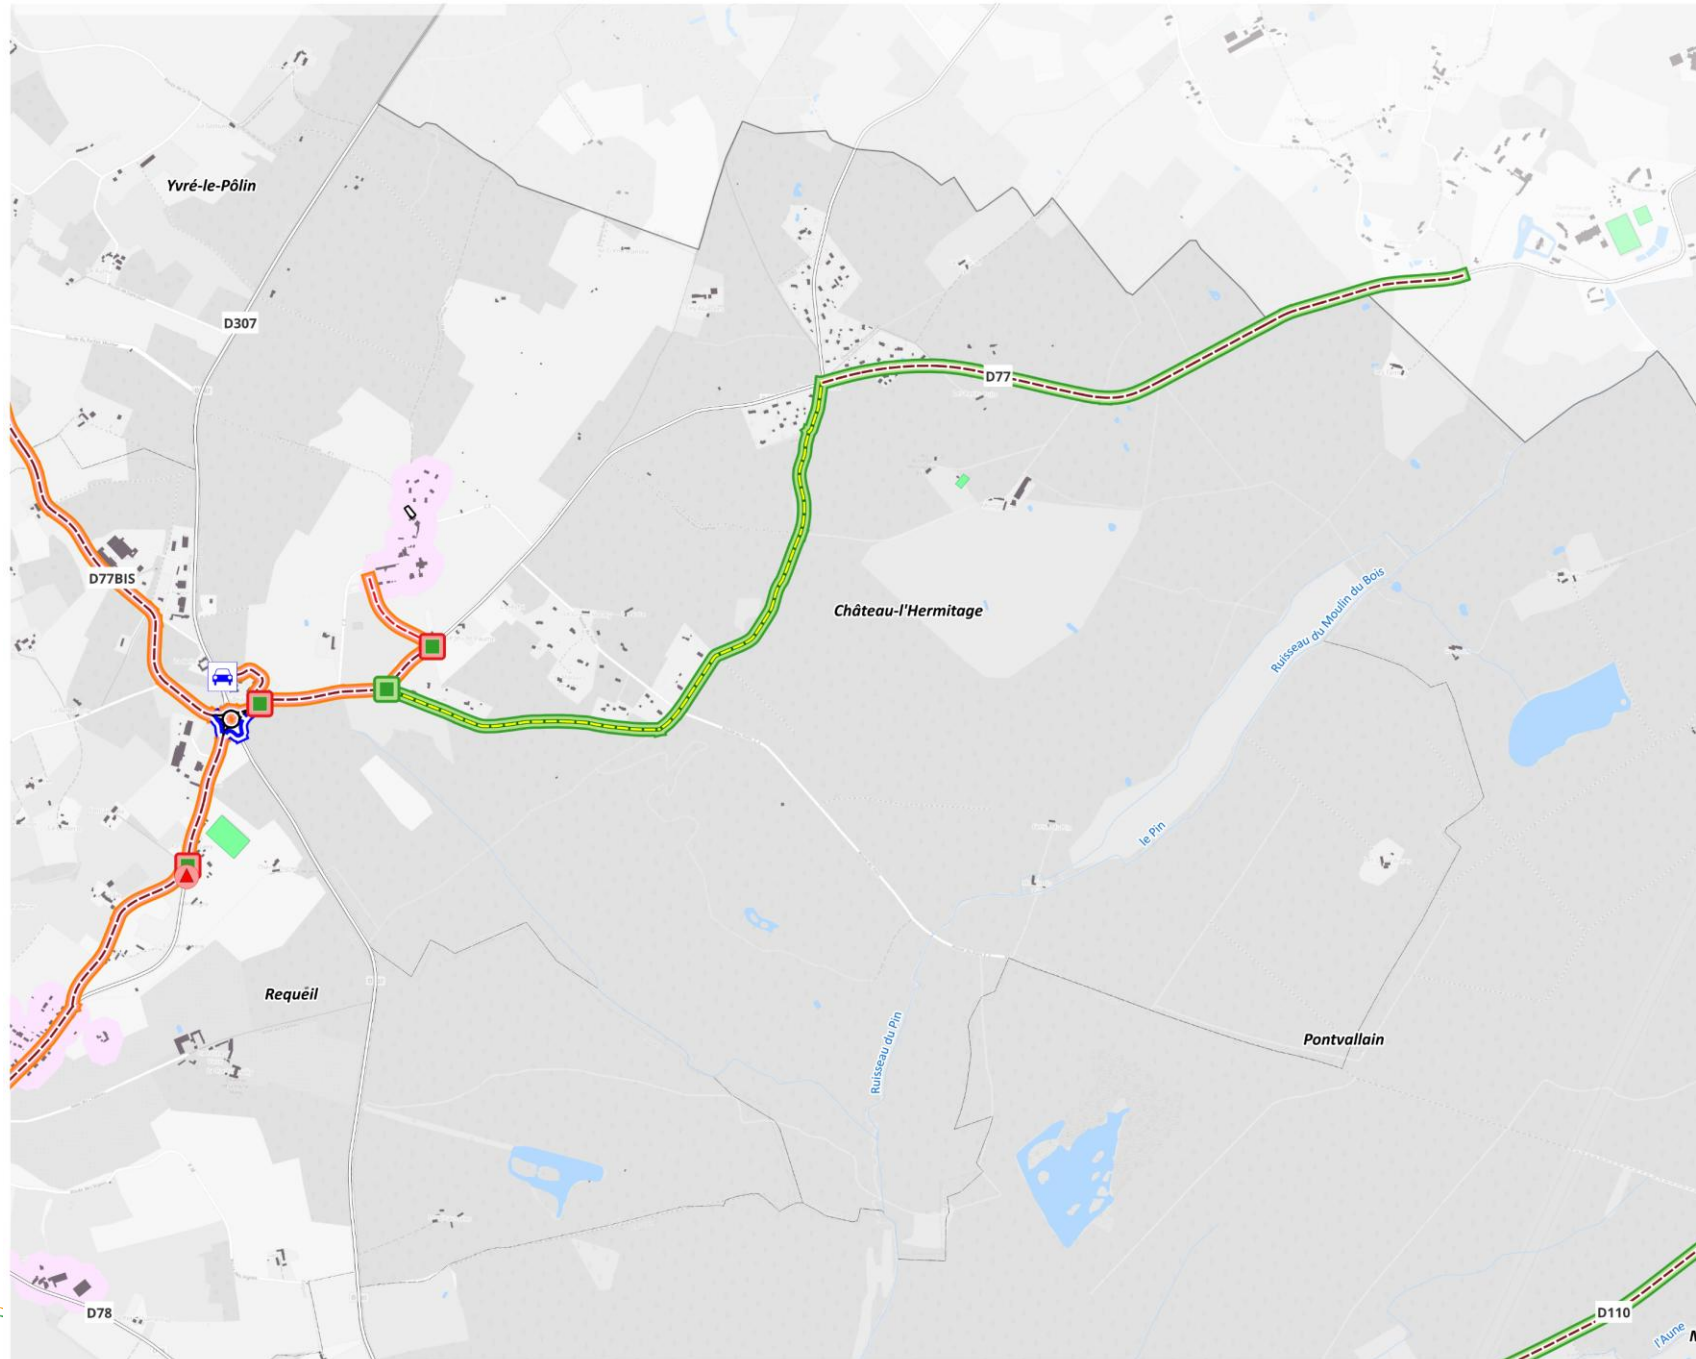 Yvré-le-Pôlin
D307
D77
D77BIS
Château-l'Hermitage
Ruisseau du Moulin du Bois
le Pin
Requeil
Ruisseau du Pin
Pontvallain
D78
D110
l'Aune